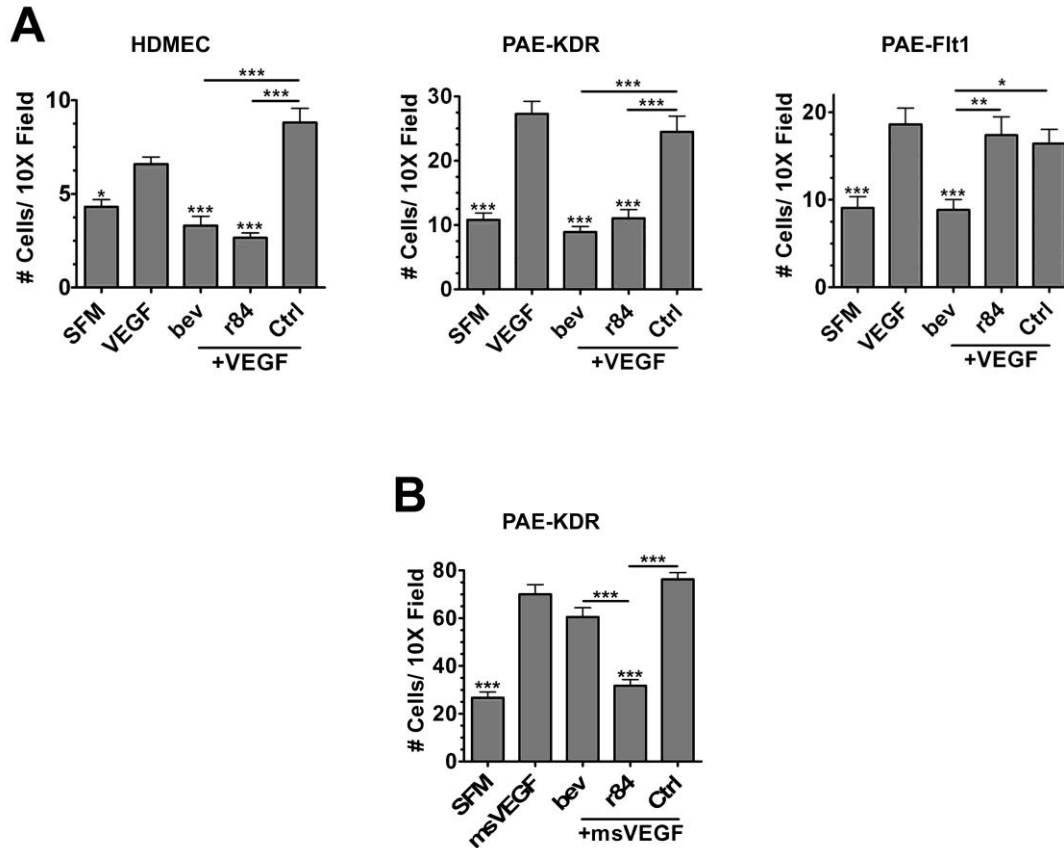 A
HDMEC
# Cells/ 10X Field
10
5
0
*
***
***
***
***
SFM
VEGF
bev
r84
Ctrl
+VEGF
PAE-KDR
# Cells/ 10X Field
30
20
10
0
***
***
***
***
***
SFM
VEGF
bev
r84
Ctrl
+VEGF
PAE-Flt1
# Cells/ 10X Field
20
10
0
***
***
**
*
SFM
VEGF
bev
r84
Ctrl
+VEGF
B
PAE-KDR
# Cells/ 10X Field
80
60
40
20
0
***
***
***
***
SFM
msVEGF
bev
r84
Ctrl
+msVEGF